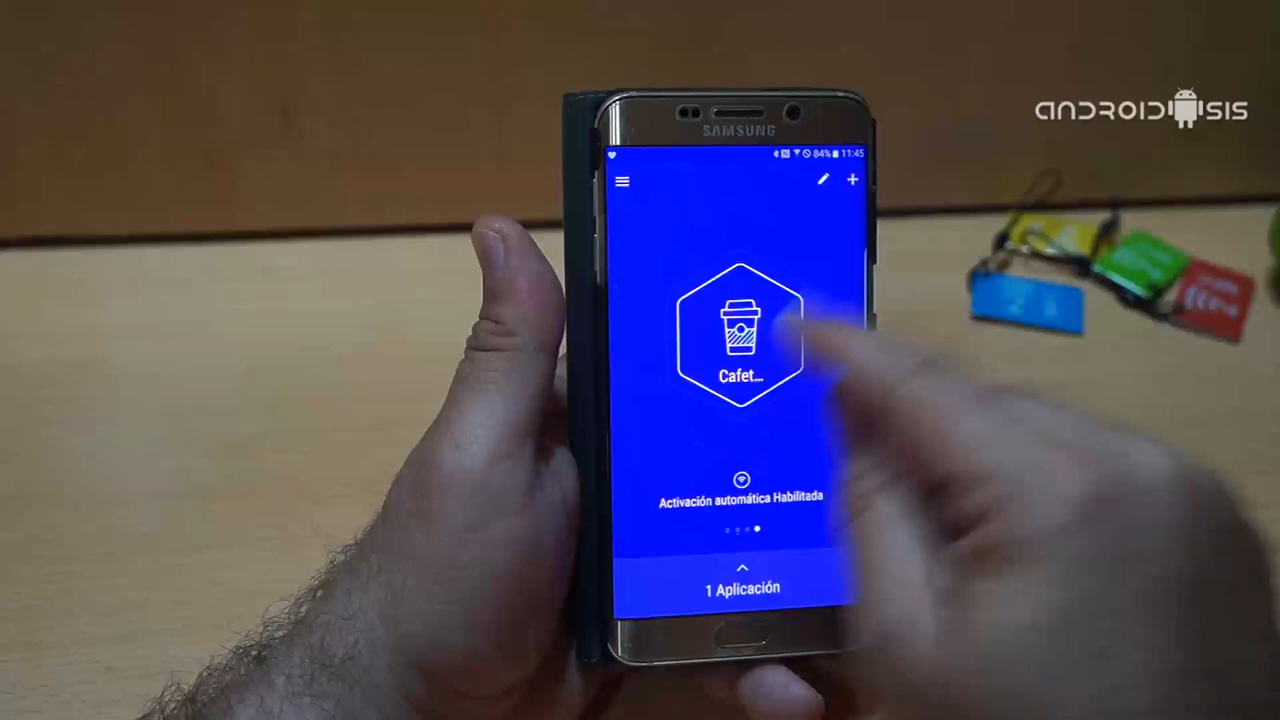 ANDROIDSIS
SAMSUNG
84% 11:45
Cafet...
Activación automática Habilitada
1 Aplicación